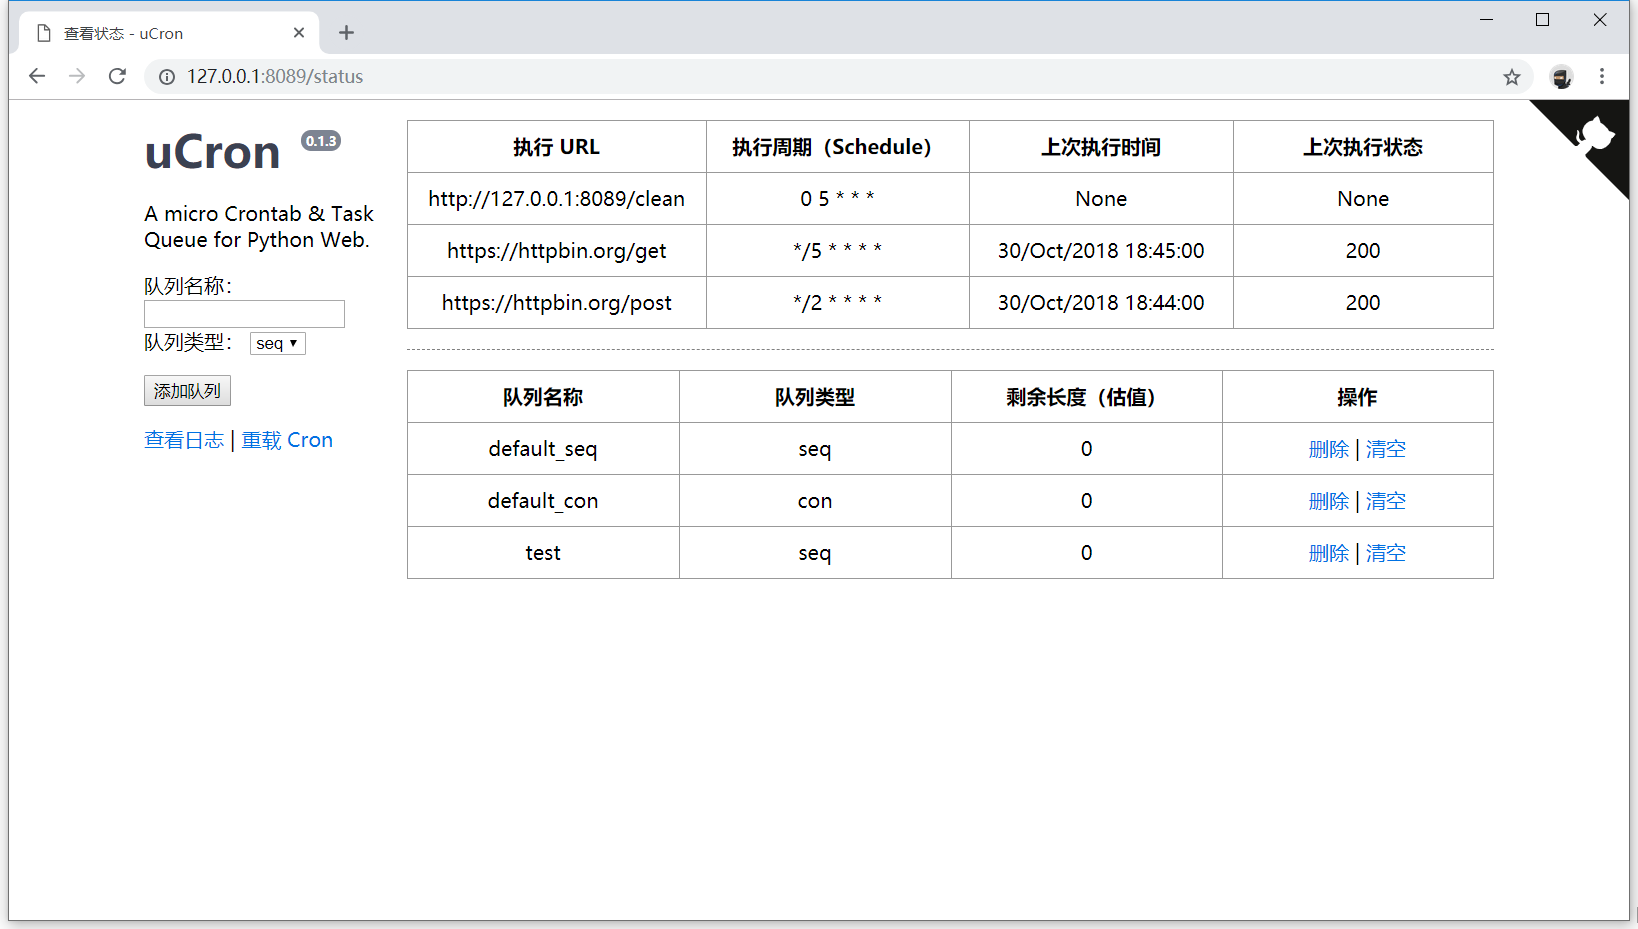 查看状态 - uCron
127.0.0.1:8089/status
uCron 0.1.3
A micro Crontab & Task
Queue for Python Web.
队列名称：
队列类型： seq
添加队列
查看日志 | 重载 Cron
执行 URL 执行周期（Schedule） 上次执行时间 上次执行状态
http://127.0.0.1:8089/clean 0 5 * * * None None
https://httpbin.org/get */5 * * * * 30/Oct/2018 18:45:00 200
https://httpbin.org/post */2 * * * * 30/Oct/2018 18:44:00 200
队列名称 队列类型 剩余长度（估值） 操作
default_seq seq 0 删除 | 清空
default_con con 0 删除 | 清空
test seq 0 删除 | 清空